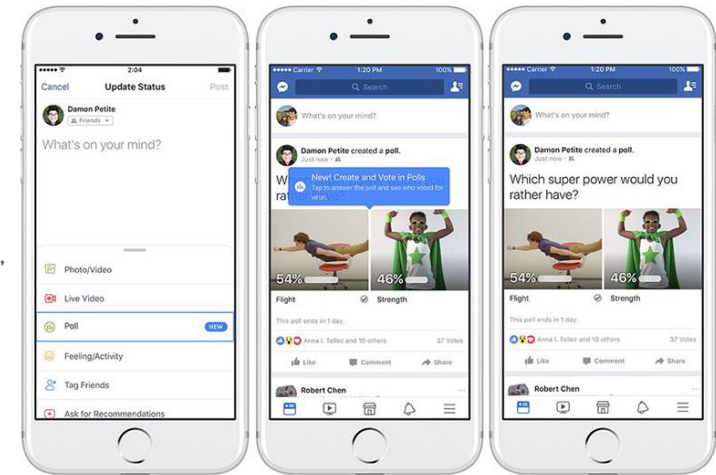 2:04
Cancel Update Status Post
Damon Petite
Friends
What's on your mind?
Photo/Video
Live Video
Poll NEW
Feeling/Activity
Tag Friends
Ask for Recommendations
Carrier 1:20 PM 100%
Search
What's on your mind?
Damon Petite created a poll.
Just now
New! Create and Vote in Polls
Tap to answer the poll and see who voted for
what.
54% 46%
Flight Strength
This poll ends in 1 day.
Anna I. Tellez and 10 others 37 Votes
Like Comment Share
Robert Chen
Carrier 1:20 PM 100%
Search
What's on your mind?
Damon Petite created a poll.
Just now
Which super power would you
rather have?
54% 46%
Flight Strength
This poll ends in 1 day.
Anna I. Tellez and 10 others 37 Votes
Like Comment Share
Robert Chen